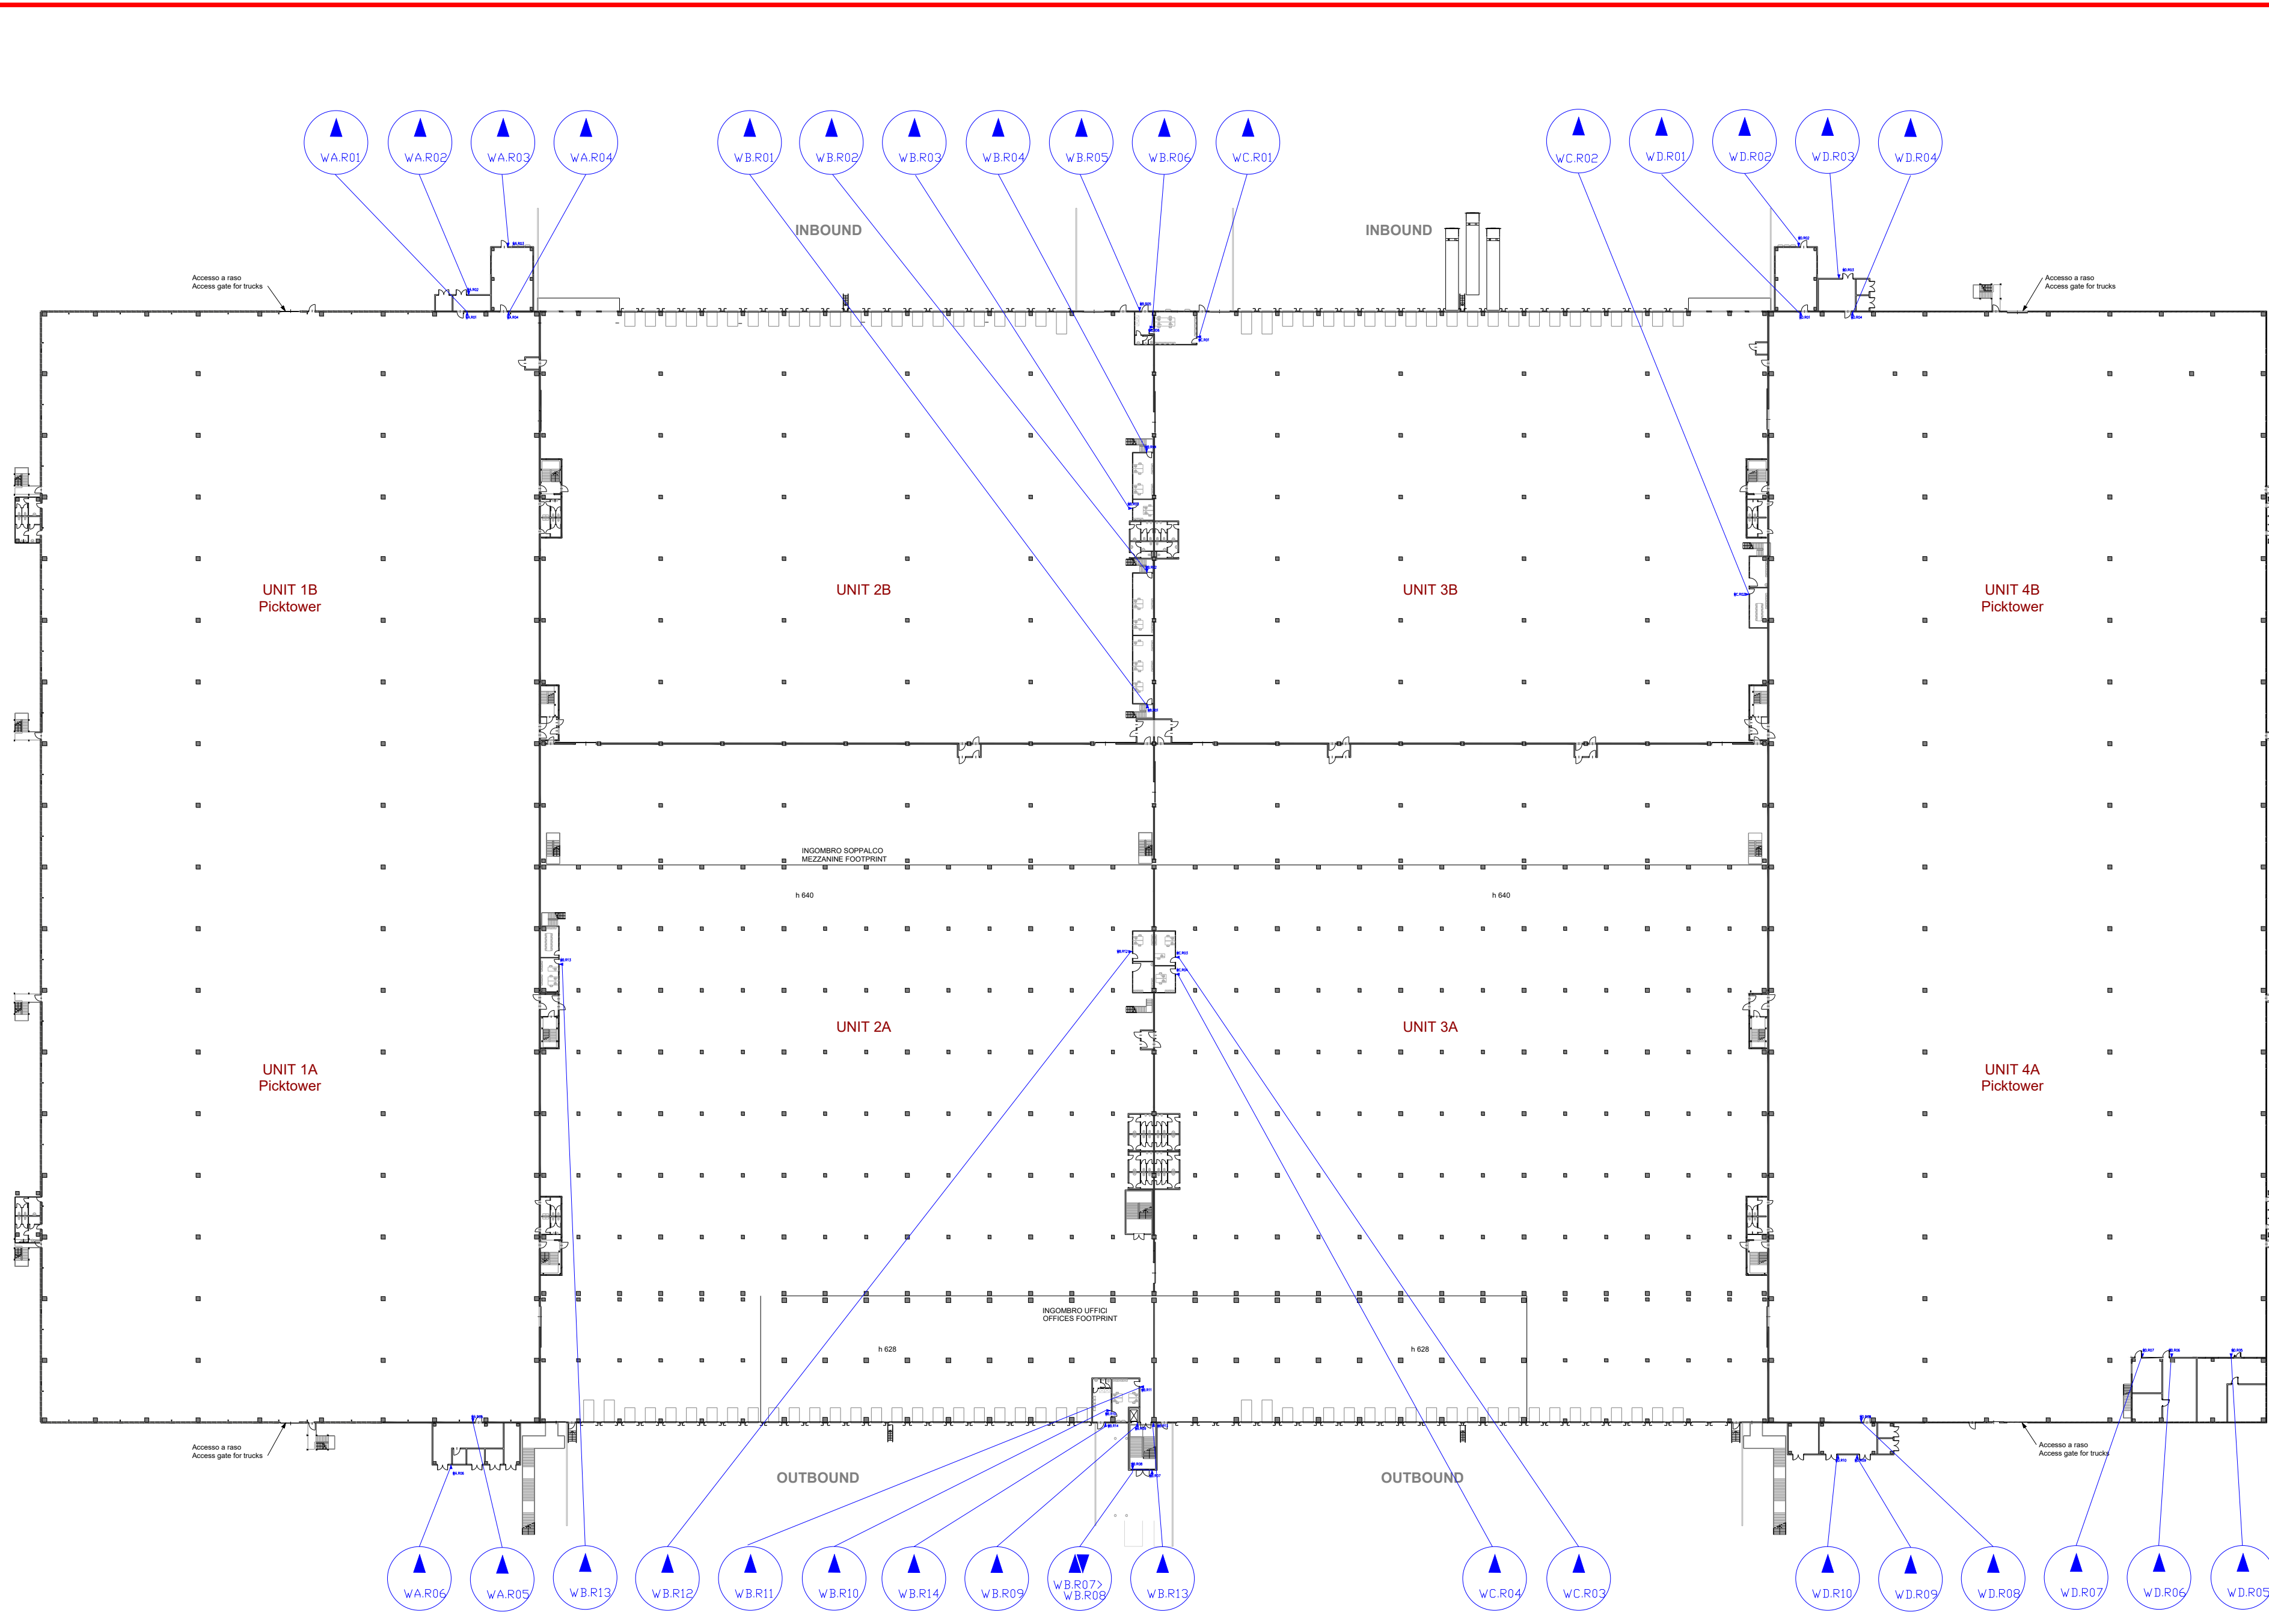 WA.R01
WA.R02
WA.R03
WA.R04
WB.R01
WB.R02
WB.R03
WB.R04
WB.R05
WB.R06
WC.R01
WC.R02
WD.R01
WD.R02
WD.R03
WD.R04
INBOUND
INBOUND
Accesso a raso
Access gate for trucks
Accesso a raso
Access gate for trucks
UNIT 1B
Picktower
UNIT 2B
UNIT 3B
UNIT 4B
Picktower
INGOMBRO SOPPALCO
MEZZANINE FOOTPRINT
h 640
h 640
UNIT 1A
Picktower
UNIT 2A
UNIT 3A
UNIT 4A
Picktower
INGOMBRO UFFICI
OFFICES FOOTPRINT
h 628
h 628
Accesso a raso
Access gate for trucks
Accesso a raso
Access gate for trucks
OUTBOUND
OUTBOUND
WA.R06
WA.R05
WB.R13
WB.R12
WB.R11
WB.R10
WB.R14
WB.R09
WB.R07>
WB.R08
WB.R13
WC.R04
WC.R03
WD.R10
WD.R09
WD.R08
WD.R07
WD.R06
WD.R05